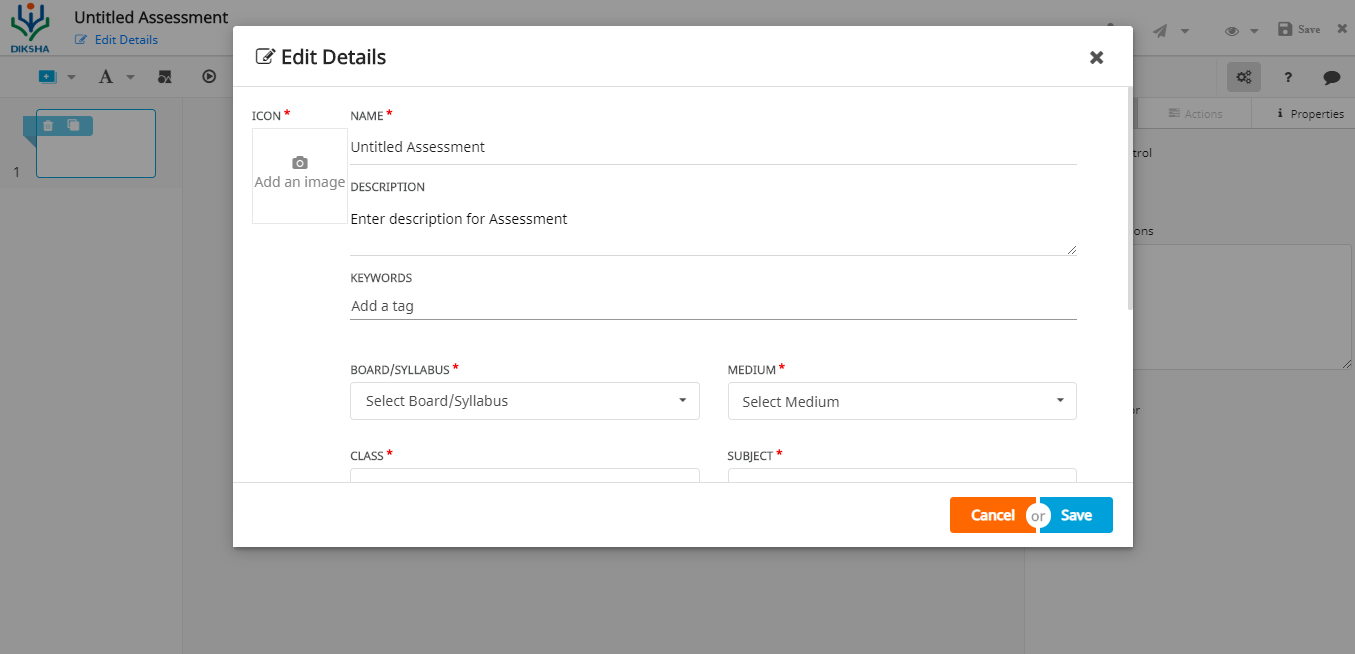 Untitled Assessment
DIKSHA
Edit Details
Save
Edit Details
ICON *
NAME *
Untitled Assessment
Add an image
DESCRIPTION
Enter description for Assessment
KEYWORDS
Add a tag
BOARD/SYLLABUS *
MEDIUM *
Select Board/Syllabus
Select Medium
CLASS *
SUBJECT *
Cancel or Save
A
?
Actions
i Properties
1
trol
ons